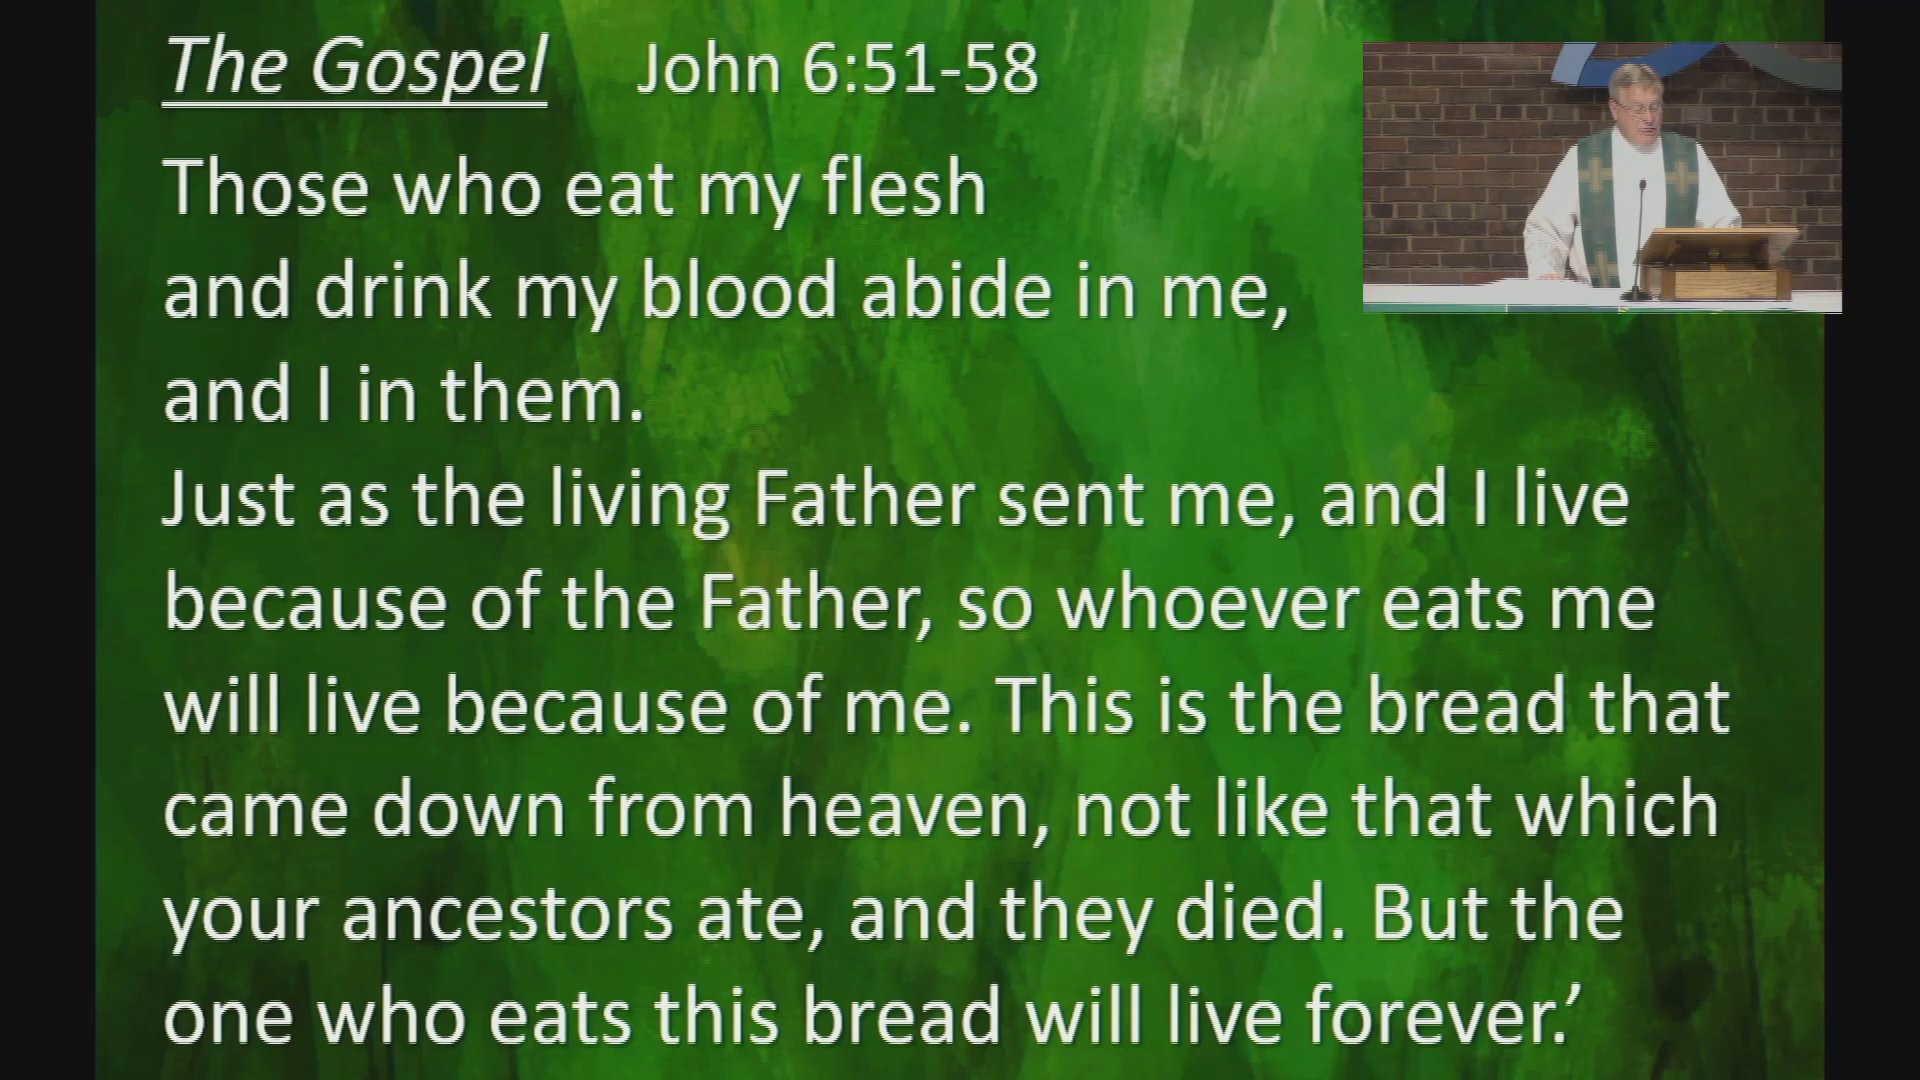 The Gospel John 6:51-58
Those who eat my flesh
and drink my blood abide in me,
and I in them.
Just as the living Father sent me, and I live
because of the Father, so whoever eats me
will live because of me. This is the bread that
came down from heaven, not like that which
your ancestors ate, and they died. But the
one who eats this bread will live forever.’